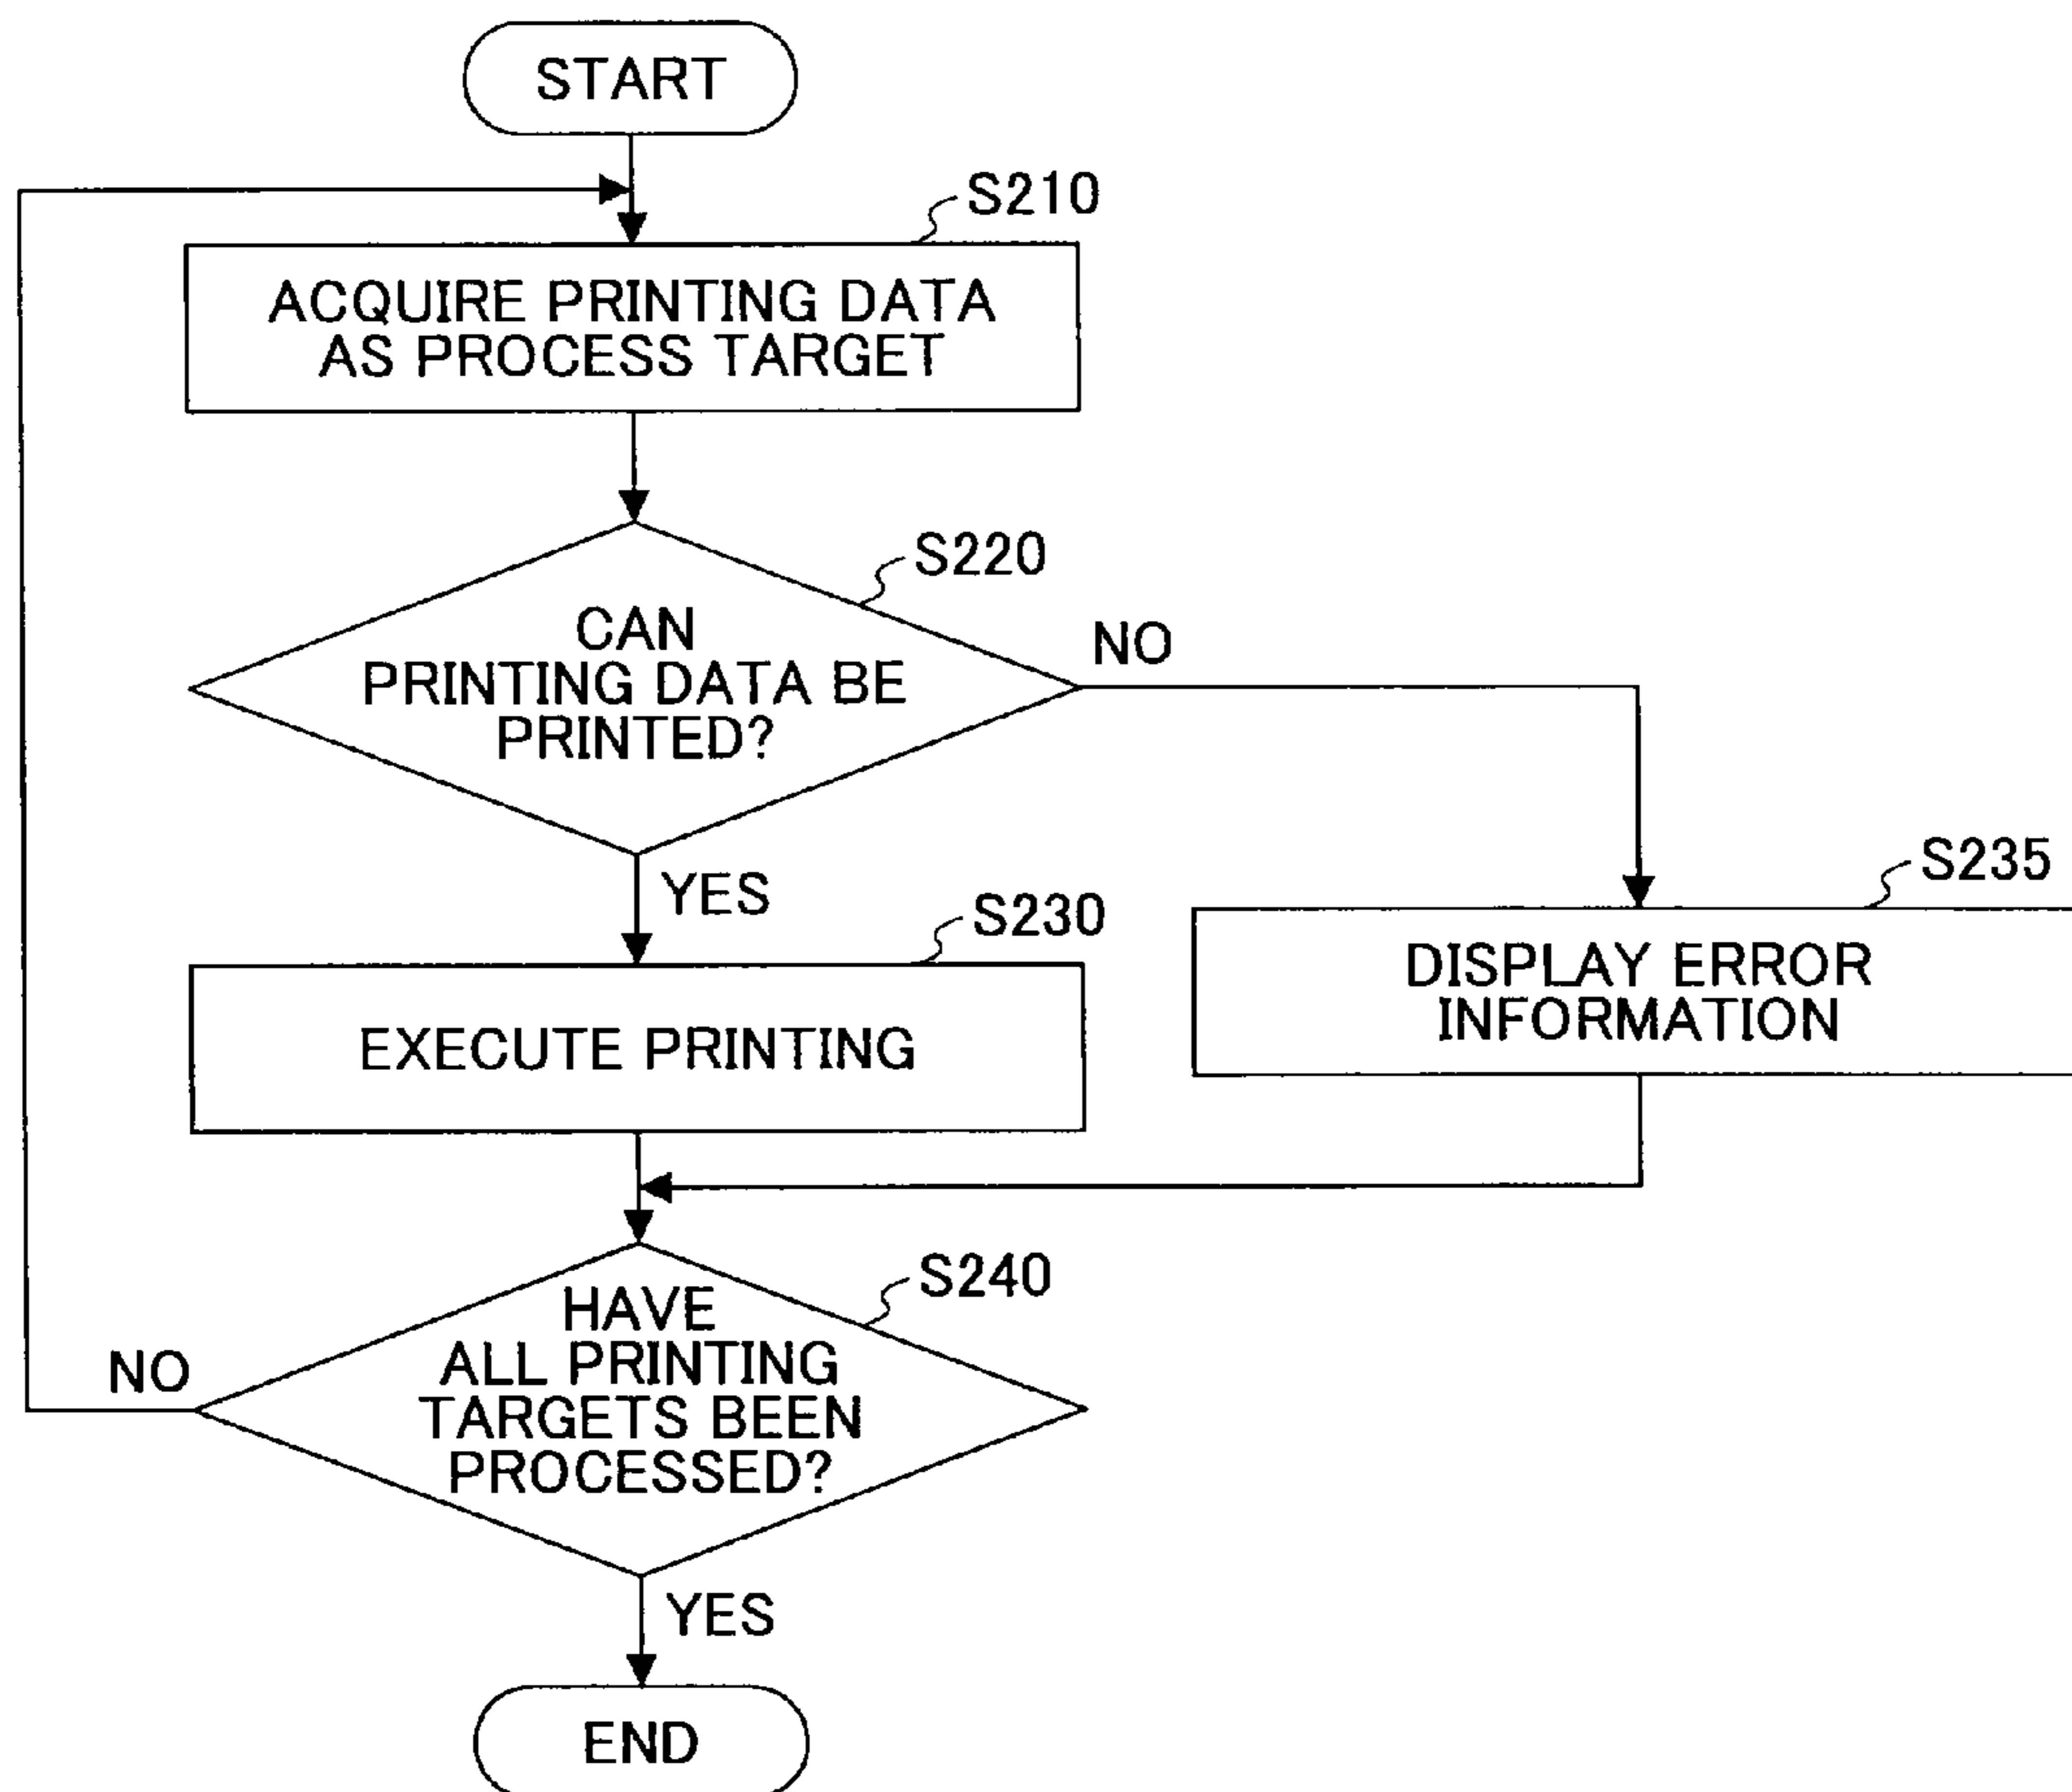 START
S210
ACQUIRE PRINTING DATA
AS PROCESS TARGET
S220
CAN
PRINTING DATA BE
PRINTED?
NO
YES
S230
EXECUTE PRINTING
S235
DISPLAY ERROR
INFORMATION
S240
HAVE
ALL PRINTING
TARGETS BEEN
PROCESSED?
NO
YES
END